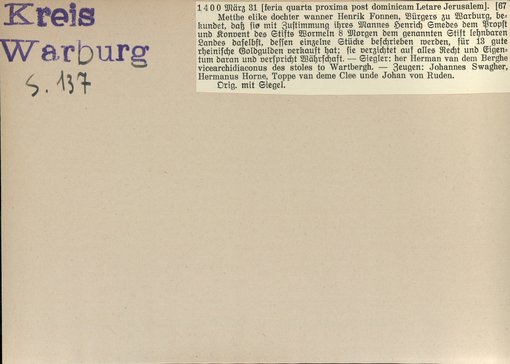 Kreis
Warburg
S. 137
1400 März 31 [feria quarta proxima post dominicam Letare Jerusalem]. [67
Metthe elike dochter wanner Henrik Fonnen, Bürgers zu Warburg, be-
kundet, daß sie mit Zustimmung ihres Mannes Henrich Smedes dem Propst
und Konvent des Stifts Wormeln 8 Morgen dem genannten Stift lehnbaren
Landes daselbst, dessen einzelne Stücke beschrieben werden, für 13 gute
rheinische Goldgulden verkauft hat; sie verzichtet auf alles Recht und Eigen-
tum daran und verspricht Währschaft. — Siegler: her Herman van dem Berghe
vicearchidiaconus des stoles to Wartbergh. — Zeugen: Johannes Swagher,
Hermanus Horne, Toppe van deme Clee unde Johan von Ruden.
Orig. mit Siegel.